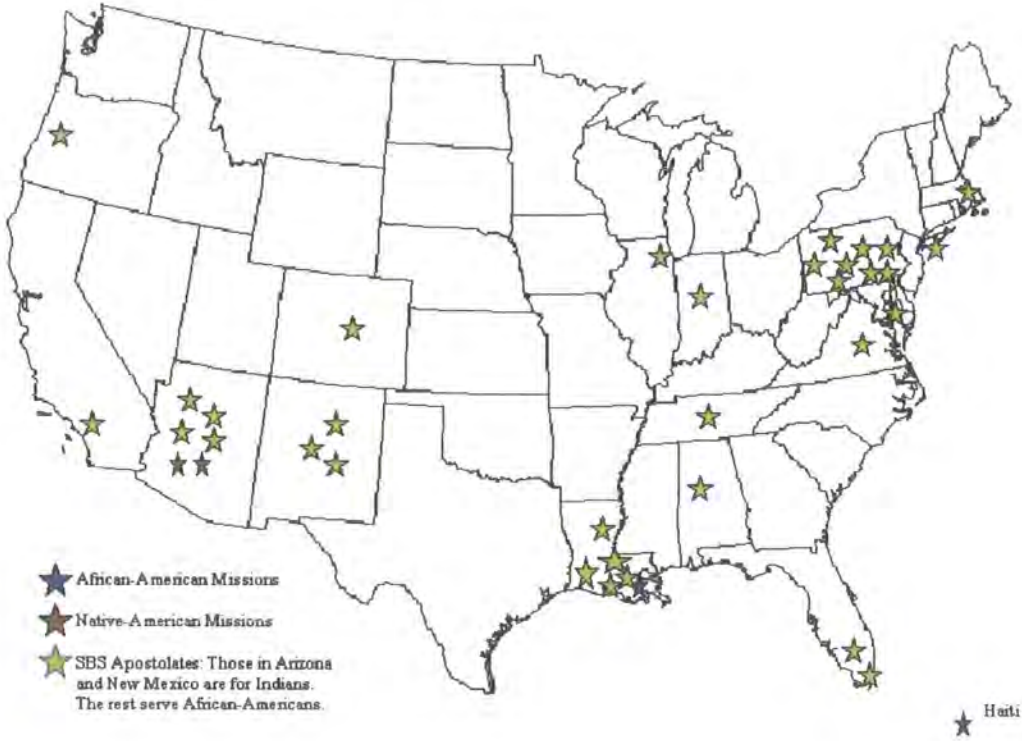 African-American Missions
Native-American Missions
SBS Apostolates: Those in Arizona
and New Mexico are for Indians.
The rest serve African-Americans.
Haiti